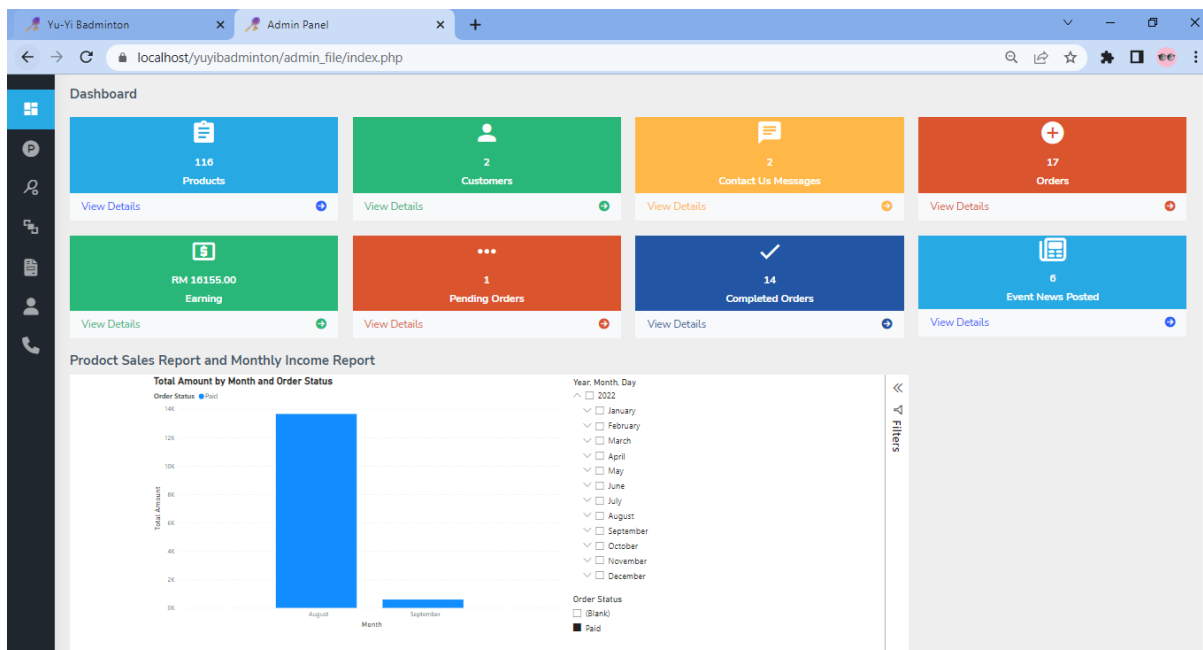 Yu-Yi Badminton
Admin Panel
localhost/yuyibadminton/admin_file/index.php
Dashboard
116
Products
View Details
2
Customers
View Details
2
Contact Us Messages
View Details
17
Orders
View Details
RM 16155.00
Earning
View Details
1
Pending Orders
View Details
14
Completed Orders
View Details
6
Event News Posted
View Details
Product Sales Report and Monthly Income Report
Total Amount by Month and Order Status
Order Status Paid
14K
12K
10K
8K
6K
4K
2K
0K
Total Amount
August
September
Month
Year, Month, Day
2022
January
February
March
April
May
June
July
August
September
October
November
December
Order Status
(Blank)
Paid
Filters